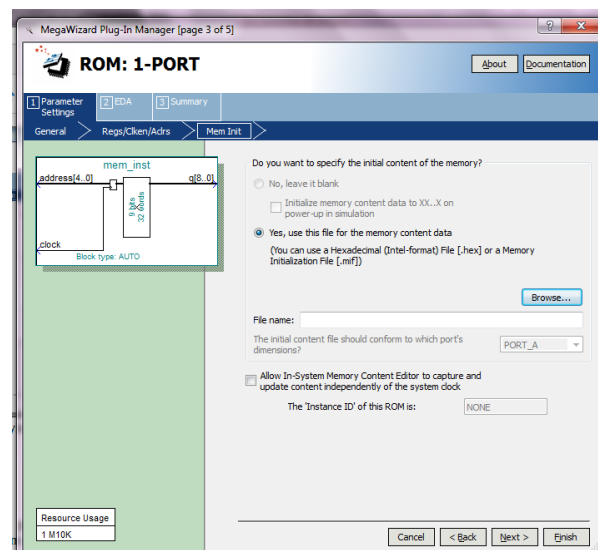 MegaWizard Plug-In Manager [page 3 of 5]
ROM: 1-PORT
About
Documentation
1 Parameter Settings
2 EDA
3 Summary
General
Regs/Clken/Adrs
Mem Init
mem_inst
address[4..0]
q[8..0]
9 bits
32 words
clock
Block type: AUTO
Do you want to specify the initial content of the memory?
No, leave it blank
Initialize memory content data to XX..X on
power-up in simulation
Yes, use this file for the memory content data
(You can use a Hexadecimal (Intel-format) File [.hex] or a Memory
Initialization File [.mif])
Browse...
File name:
The initial content file should conform to which port's
dimensions?
PORT_A
Allow In-System Memory Content Editor to capture and
update content independently of the system clock
The 'Instance ID' of this ROM is:
NONE
Resource Usage
1 M10K
Cancel
< Back
Next >
Finish